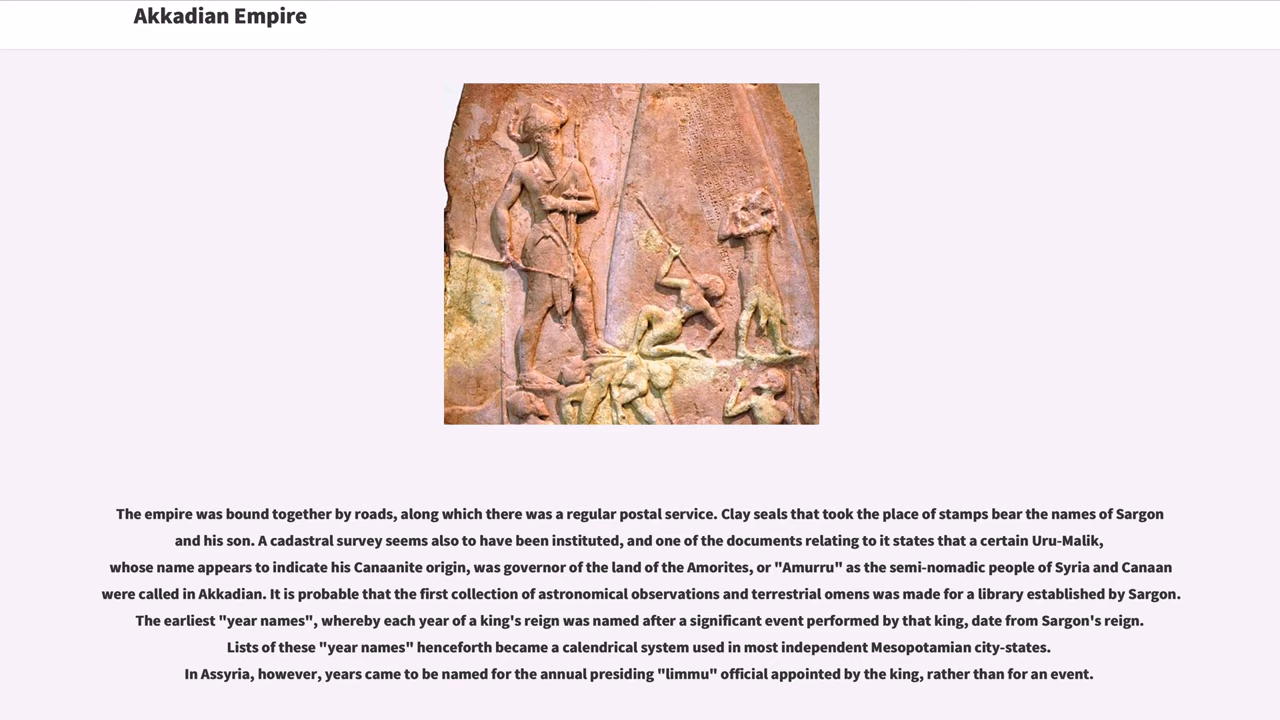 Akkadian Empire
The empire was bound together by roads, along which there was a regular postal service. Clay seals that took the place of stamps bear the names of Sargon
and his son. A cadastral survey seems also to have been instituted, and one of the documents relating to it states that a certain Uru-Malik,
whose name appears to indicate his Canaanite origin, was governor of the land of the Amorites, or "Amurru" as the semi-nomadic people of Syria and Canaan
were called in Akkadian. It is probable that the first collection of astronomical observations and terrestrial omens was made for a library established by Sargon.
The earliest "year names", whereby each year of a king's reign was named after a significant event performed by that king, date from Sargon's reign.
Lists of these "year names" henceforth became a calendrical system used in most independent Mesopotamian city-states.
In Assyria, however, years came to be named for the annual presiding "limmu" official appointed by the king, rather than for an event.